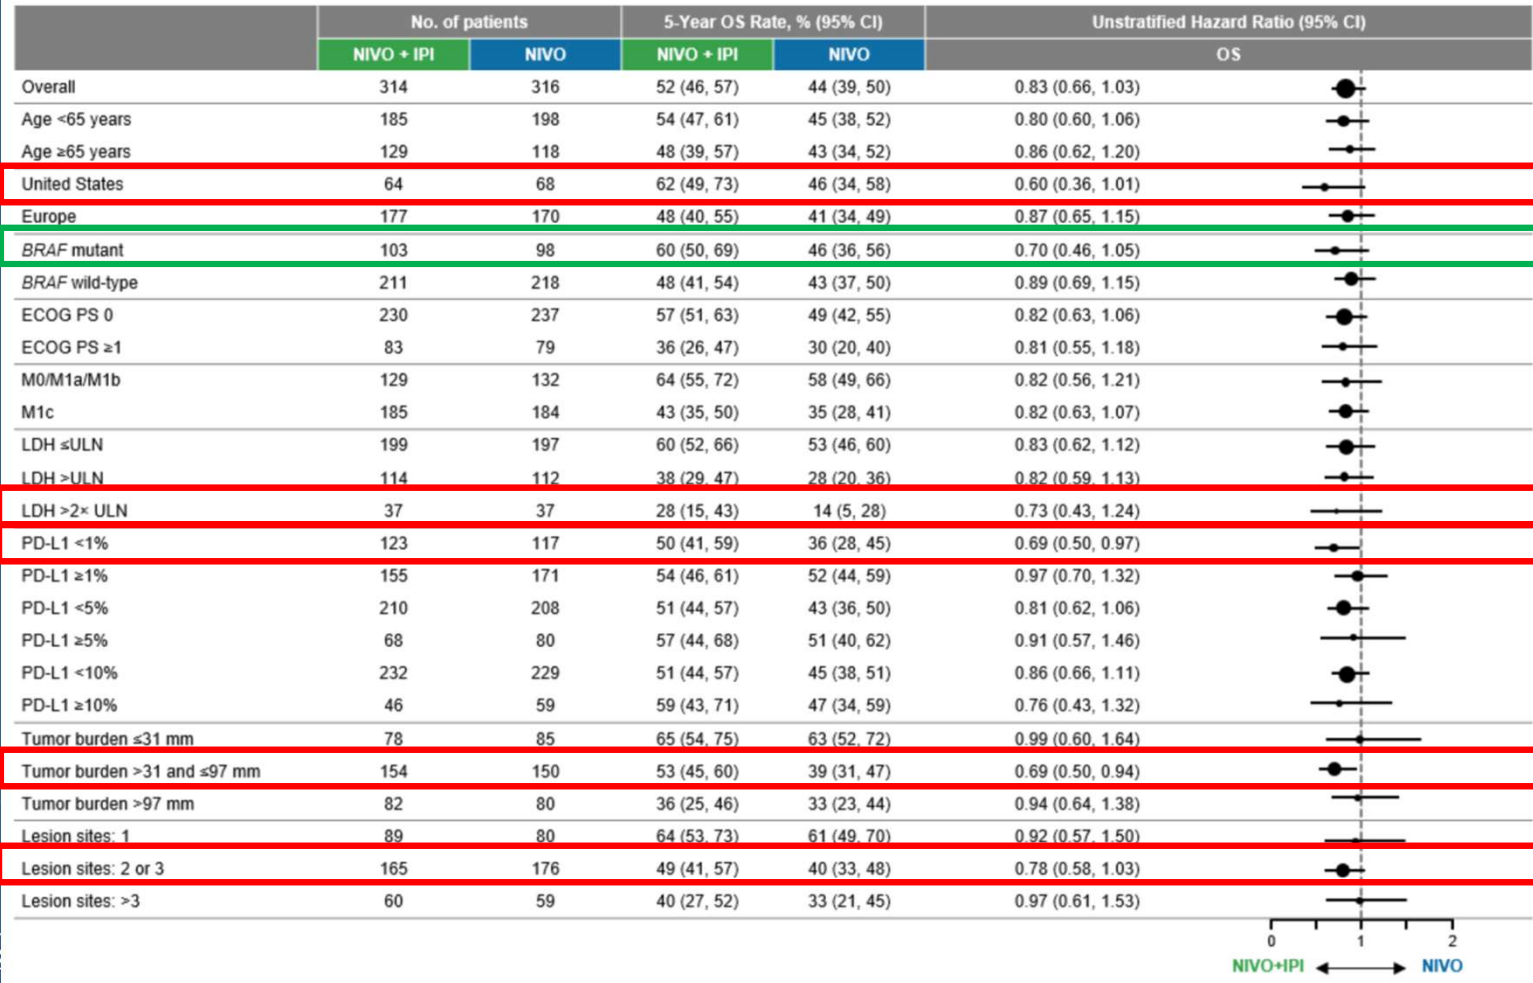 No. of patients 5-Year OS Rate, % (95% CI) Unstratified Hazard Ratio (95% CI)
NIVO + IPI NIVO NIVO + IPI NIVO OS
Overall 314 316 52 (46, 57) 44 (39, 50) 0.83 (0.66, 1.03)
Age <65 years 185 198 54 (47, 61) 45 (38, 52) 0.80 (0.60, 1.06)
Age ≥65 years 129 118 48 (39, 57) 43 (34, 52) 0.86 (0.62, 1.20)
United States 64 68 62 (49, 73) 46 (34, 58) 0.60 (0.36, 1.01)
Europe 177 170 48 (40, 55) 41 (34, 49) 0.87 (0.65, 1.15)
BRAF mutant 103 98 60 (50, 69) 46 (36, 56) 0.70 (0.46, 1.05)
BRAF wild-type 211 218 48 (41, 54) 43 (37, 50) 0.89 (0.69, 1.15)
ECOG PS 0 230 237 57 (51, 63) 49 (42, 55) 0.82 (0.63, 1.06)
ECOG PS ≥1 83 79 36 (26, 47) 30 (20, 40) 0.81 (0.55, 1.18)
M0/M1a/M1b 129 132 64 (55, 72) 58 (49, 66) 0.82 (0.56, 1.21)
M1c 185 184 43 (35, 50) 35 (28, 41) 0.82 (0.63, 1.07)
LDH ≤ULN 199 197 60 (52, 66) 53 (46, 60) 0.83 (0.62, 1.12)
LDH >ULN 114 112 38 (29, 47) 28 (20, 36) 0.82 (0.59, 1.13)
LDH >2× ULN 37 37 28 (15, 43) 14 (5, 28) 0.73 (0.43, 1.24)
PD-L1 <1% 123 117 50 (41, 59) 36 (28, 45) 0.69 (0.50, 0.97)
PD-L1 ≥1% 155 171 54 (46, 61) 52 (44, 59) 0.97 (0.70, 1.32)
PD-L1 <5% 210 208 51 (44, 57) 43 (36, 50) 0.81 (0.62, 1.06)
PD-L1 ≥5% 68 80 57 (44, 68) 51 (40, 62) 0.91 (0.57, 1.46)
PD-L1 <10% 232 229 51 (44, 57) 45 (38, 51) 0.86 (0.66, 1.11)
PD-L1 ≥10% 46 59 59 (43, 71) 47 (34, 59) 0.76 (0.43, 1.32)
Tumor burden ≤31 mm 78 85 65 (54, 75) 63 (52, 72) 0.99 (0.60, 1.64)
Tumor burden >31 and ≤97 mm 154 150 53 (45, 60) 39 (31, 47) 0.69 (0.50, 0.94)
Tumor burden >97 mm 82 80 36 (25, 46) 33 (23, 44) 0.94 (0.64, 1.38)
Lesion sites: 1 89 80 64 (53, 73) 61 (49, 70) 0.92 (0.57, 1.50)
Lesion sites: 2 or 3 165 176 49 (41, 57) 40 (33, 48) 0.78 (0.58, 1.03)
Lesion sites: >3 60 59 40 (27, 52) 33 (21, 45) 0.97 (0.61, 1.53)
0 1 2
NIVO+IPI NIVO